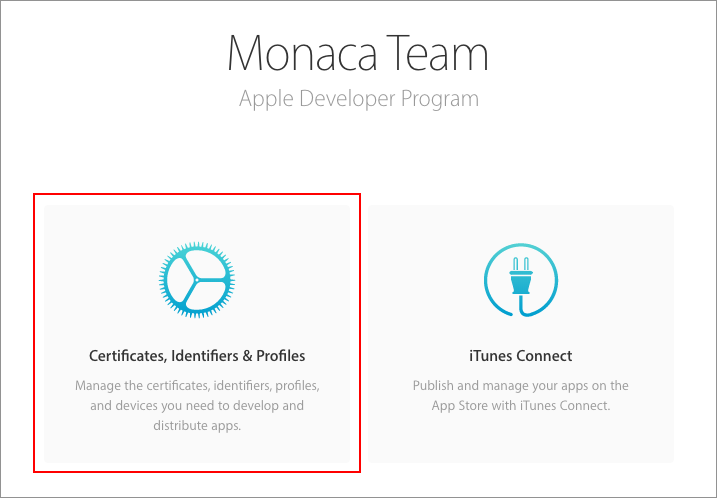 Monaca Team
Apple Developer Program
Certificates, Identifiers & Profiles
Manage the certificates, identifiers, profiles,
and devices you need to develop and
distribute apps.
iTunes Connect
Publish and manage your apps on the
App Store with iTunes Connect.